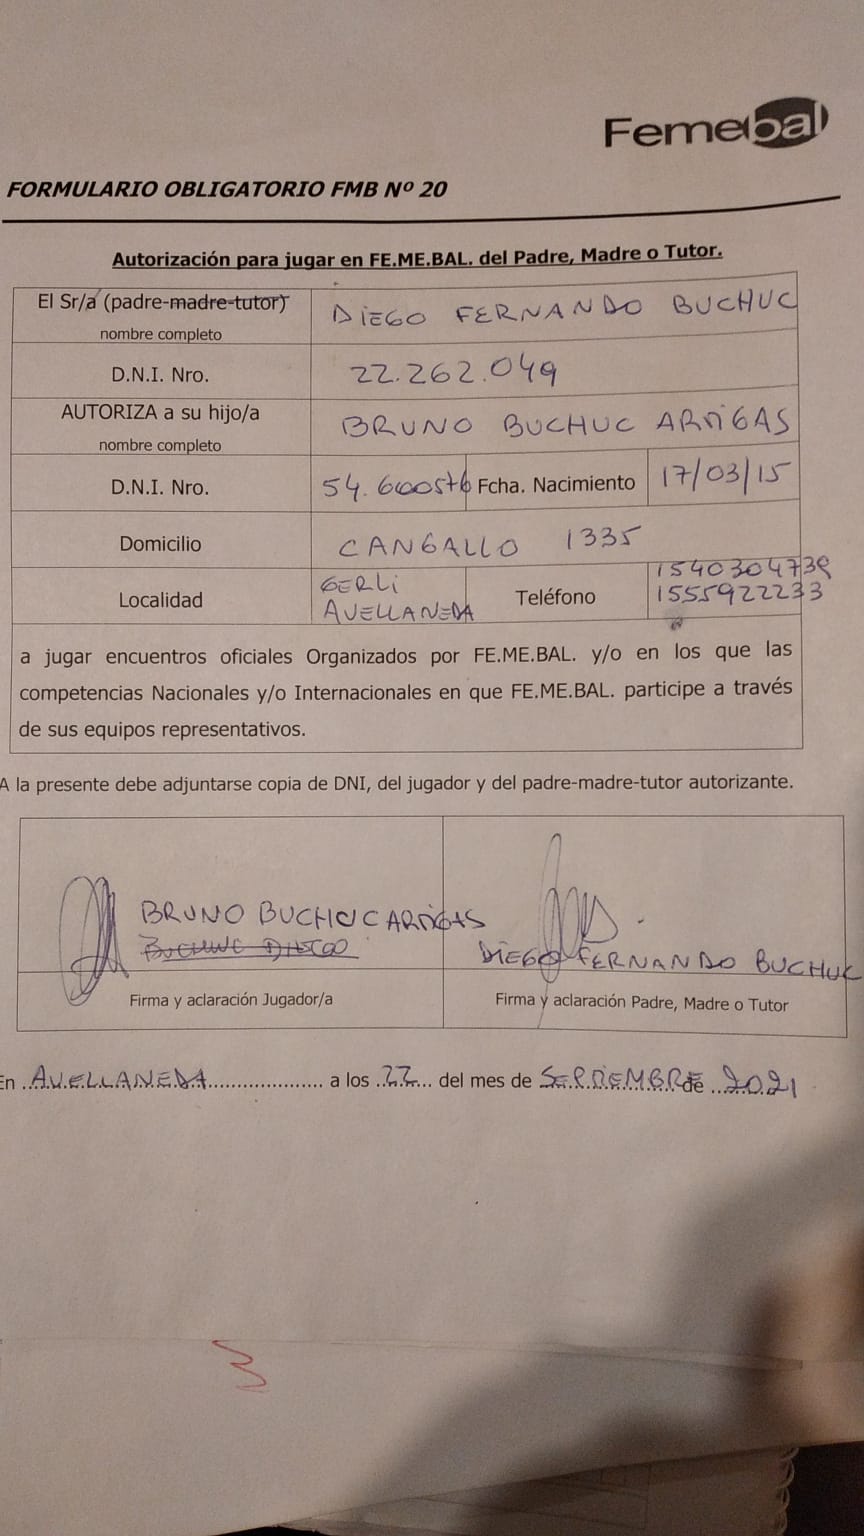 Femebal
FORMULARIO OBLIGATORIO FMB Nº 20
Autorización para jugar en FE.ME.BAL. del Padre, Madre o Tutor.
El Sr/a (padre-madre-tutor) DIEGO FERNANDO BUCHUC
nombre completo
D.N.I. Nro. 22.262.049
AUTORIZA a su hijo/a BRUNO BUCHUC ARTIGAS
nombre completo
D.N.I. Nro. 54.600576 Fcha. Nacimiento 17/03/15
Domicilio CANGALLO 1335
Localidad GERLI AVELLANEDA Teléfono 1540304739 1555922233
a jugar encuentros oficiales Organizados por FE.ME.BAL. y/o en los que las
competencias Nacionales y/o Internacionales en que FE.ME.BAL. participe a través
de sus equipos representativos.
A la presente debe adjuntarse copia de DNI, del jugador y del padre-madre-tutor autorizante.
BRUNO BUCHUC ARTIGAS
BUCHUC DIEGO
DIEGO FERNANDO BUCHUC
Firma y aclaración Jugador/a Firma y aclaración Padre, Madre o Tutor
En AVELLANEDA a los 22 del mes de SEPTIEMBRE de 2021